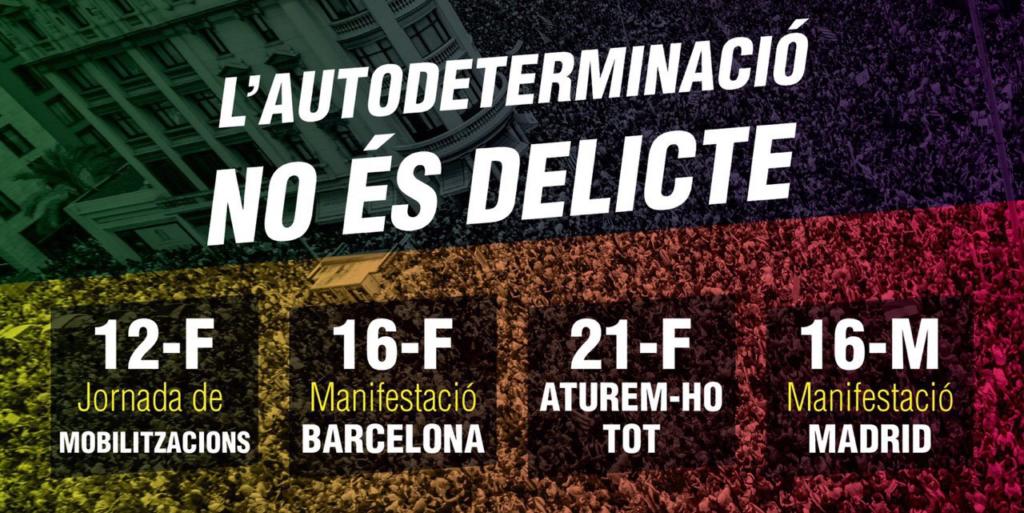 L'AUTODETERMINACIÓ
NO ÉS DELICTE
12-F
Jornada de
MOBILITZACIONS
16-F
Manifestació
BARCELONA
21-F
ATUREM-HO
TOT
16-M
Manifestació
MADRID